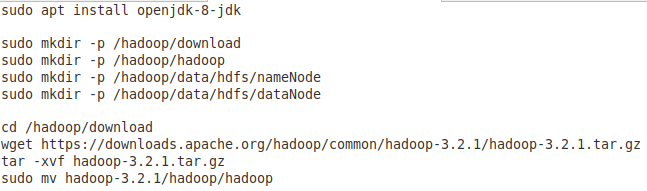 sudo apt install openjdk-8-jdk
sudo mkdir -p /hadoop/download
sudo mkdir -p /hadoop/hadoop
sudo mkdir -p /hadoop/data/hdfs/nameNode
sudo mkdir -p /hadoop/data/hdfs/dataNode
cd /hadoop/download
wget https://downloads.apache.org/hadoop/common/hadoop-3.2.1/hadoop-3.2.1.tar.gz
tar -xvf hadoop-3.2.1.tar.gz
sudo mv hadoop-3.2.1/hadoop/hadoop